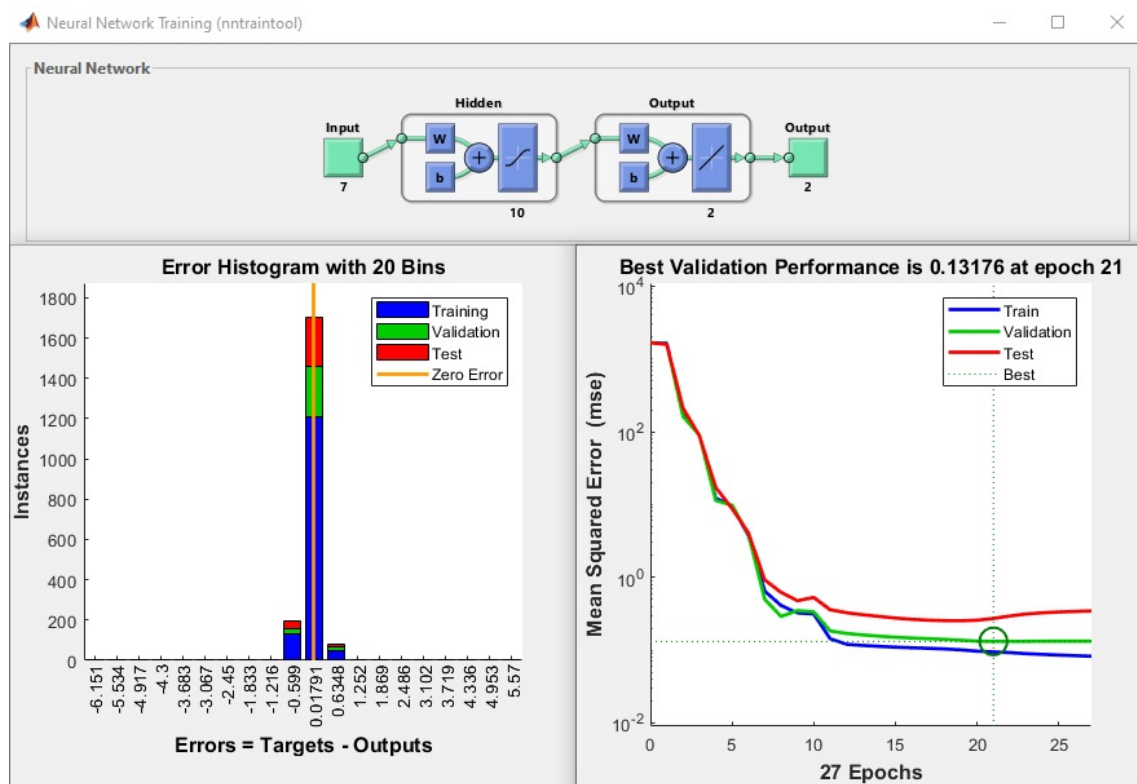 Neural Network Training (nntraintool)
Neural Network
Hidden
Output
Input
W
b
W
b
Output
7
10
2
2
Error Histogram with 20 Bins
1800
1600
1400
1200
1000
800
600
400
200
0
Instances
Training
Validation
Test
Zero Error
-6.151
-5.534
-4.917
-4.3
-3.683
-3.067
-2.45
-1.833
-1.216
-0.599
0.01791
0.6348
1.252
1.869
2.486
3.102
3.719
4.336
4.953
5.57
Errors = Targets - Outputs
Best Validation Performance is 0.13176 at epoch 21
10^4
10^2
10^0
10^-2
Mean Squared Error (mse)
Train
Validation
Test
Best
0
5
10
15
20
25
27 Epochs